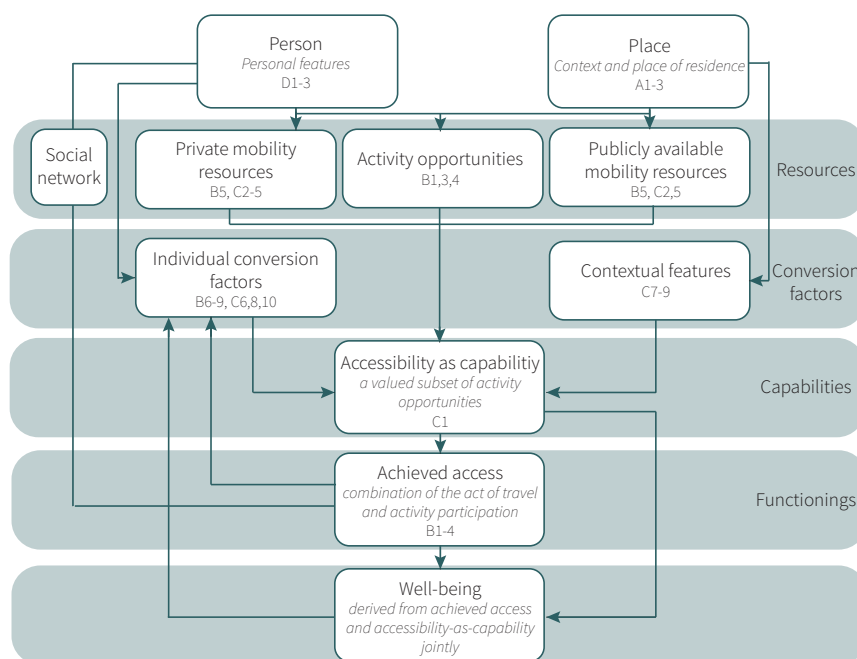 Person
Personal features
D1-3
Place
Context and place of residence
A1-3
Social
network
Private mobility
resources
B5, C2-5
Activity opportunities
B1,3,4
Publicly available
mobility resources
B5, C2,5
Resources
Individual conversion
factors
B6-9, C6,8,10
Contextual features
C7-9
Conversion
factors
Accessibility as capabilitiy
a valued subset of activity
opportunities
C1
Capabilities
Achieved access
combination of the act of travel
and activity participation
B1-4
Functionings
Well-being
derived from achieved access
and accessibility-as-capability
jointly